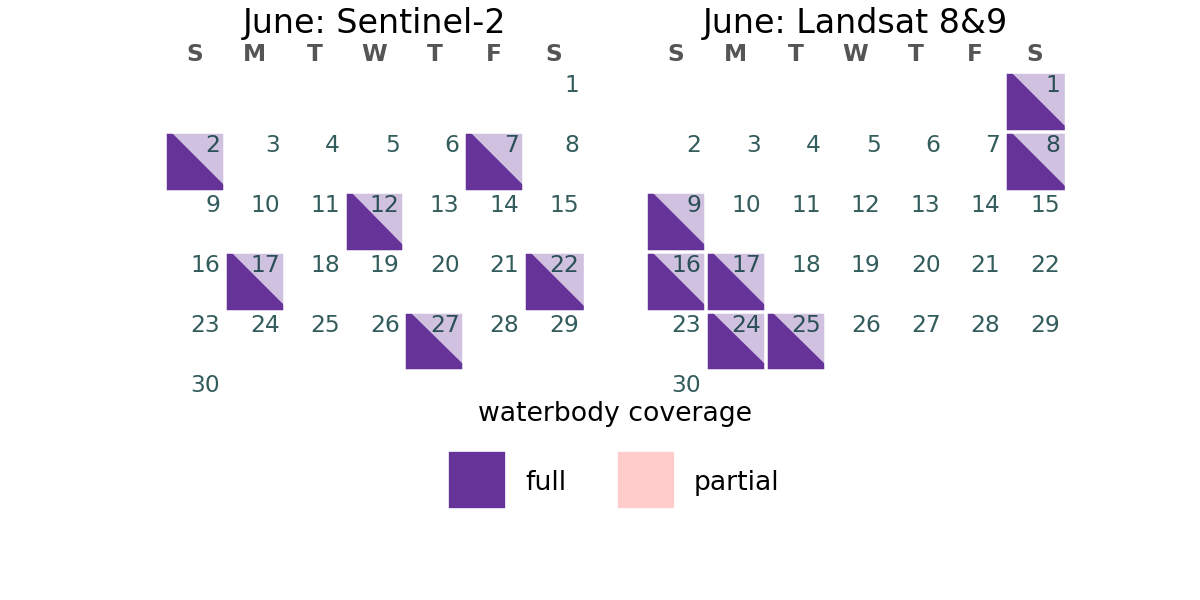 June: Sentinel-2
S M T W T F S
1
2 3 4 5 6 7 8
9 10 11 12 13 14 15
16 17 18 19 20 21 22
23 24 25 26 27 28 29
30
June: Landsat 8&9
S M T W T F S
1
2 3 4 5 6 7 8
9 10 11 12 13 14 15
16 17 18 19 20 21 22
23 24 25 26 27 28 29
30
waterbody coverage
full
partial